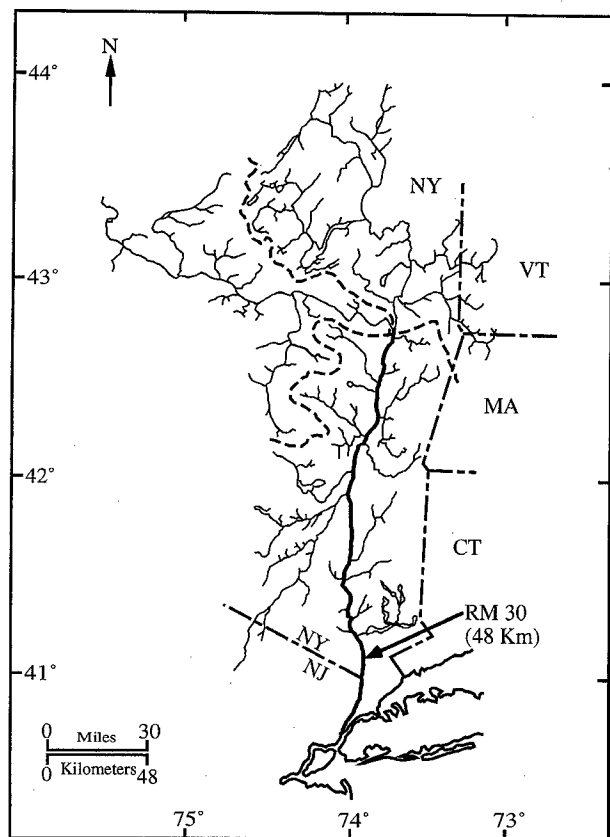 44°
N
NY
43°
VT
MA
42°
CT
RM 30
(48 Km)
NY
NJ
41°
0 30
Miles
Kilometers
0 48
75° 74° 73°